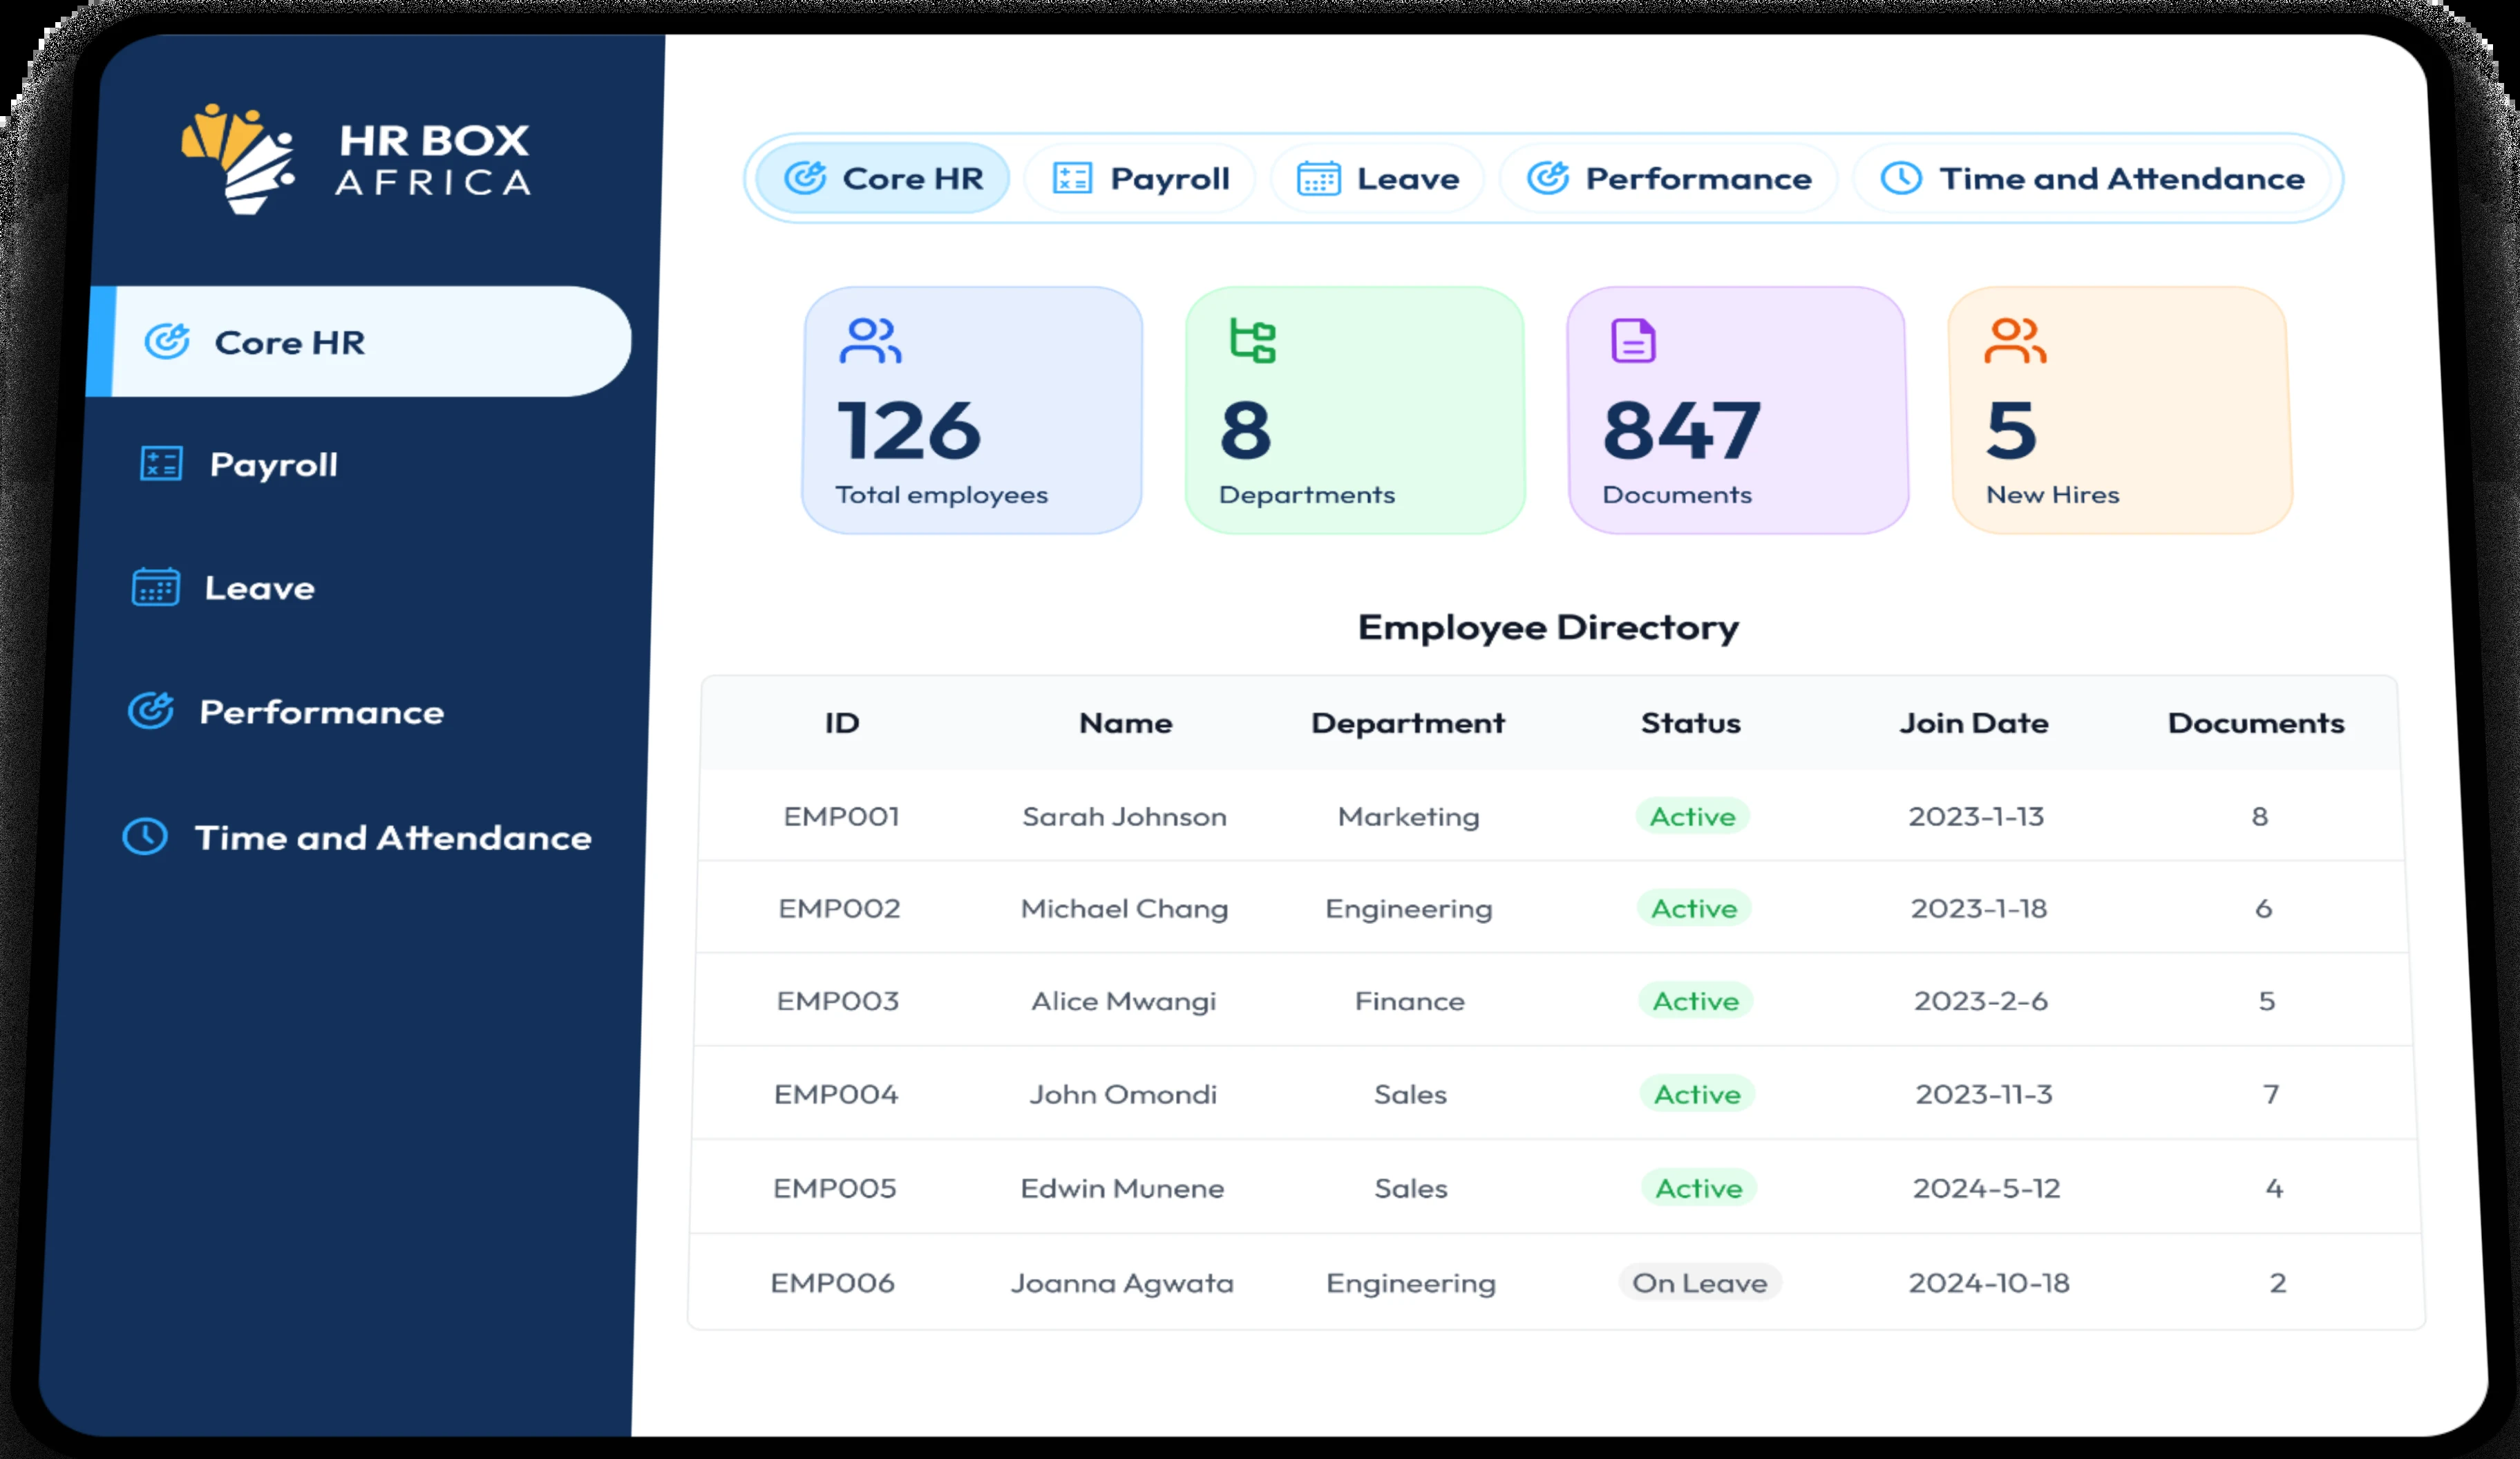 HR BOX
AFRICA
Core HR
Payroll
Leave
Performance
Time and Attendance
Core HR Payroll Leave Performance Time and Attendance
126 8 847 5
Total employees Departments Documents New Hires
Employee Directory
ID Name Department Status Join Date Documents
EMP001 Sarah Johnson Marketing Active 2023-1-13 8
EMP002 Michael Chang Engineering Active 2023-1-18 6
EMP003 Alice Mwangi Finance Active 2023-2-6 5
EMP004 John Omondi Sales Active 2023-11-3 7
EMP005 Edwin Munene Sales Active 2024-5-12 4
EMP006 Joanna Agwata Engineering On Leave 2024-10-18 2